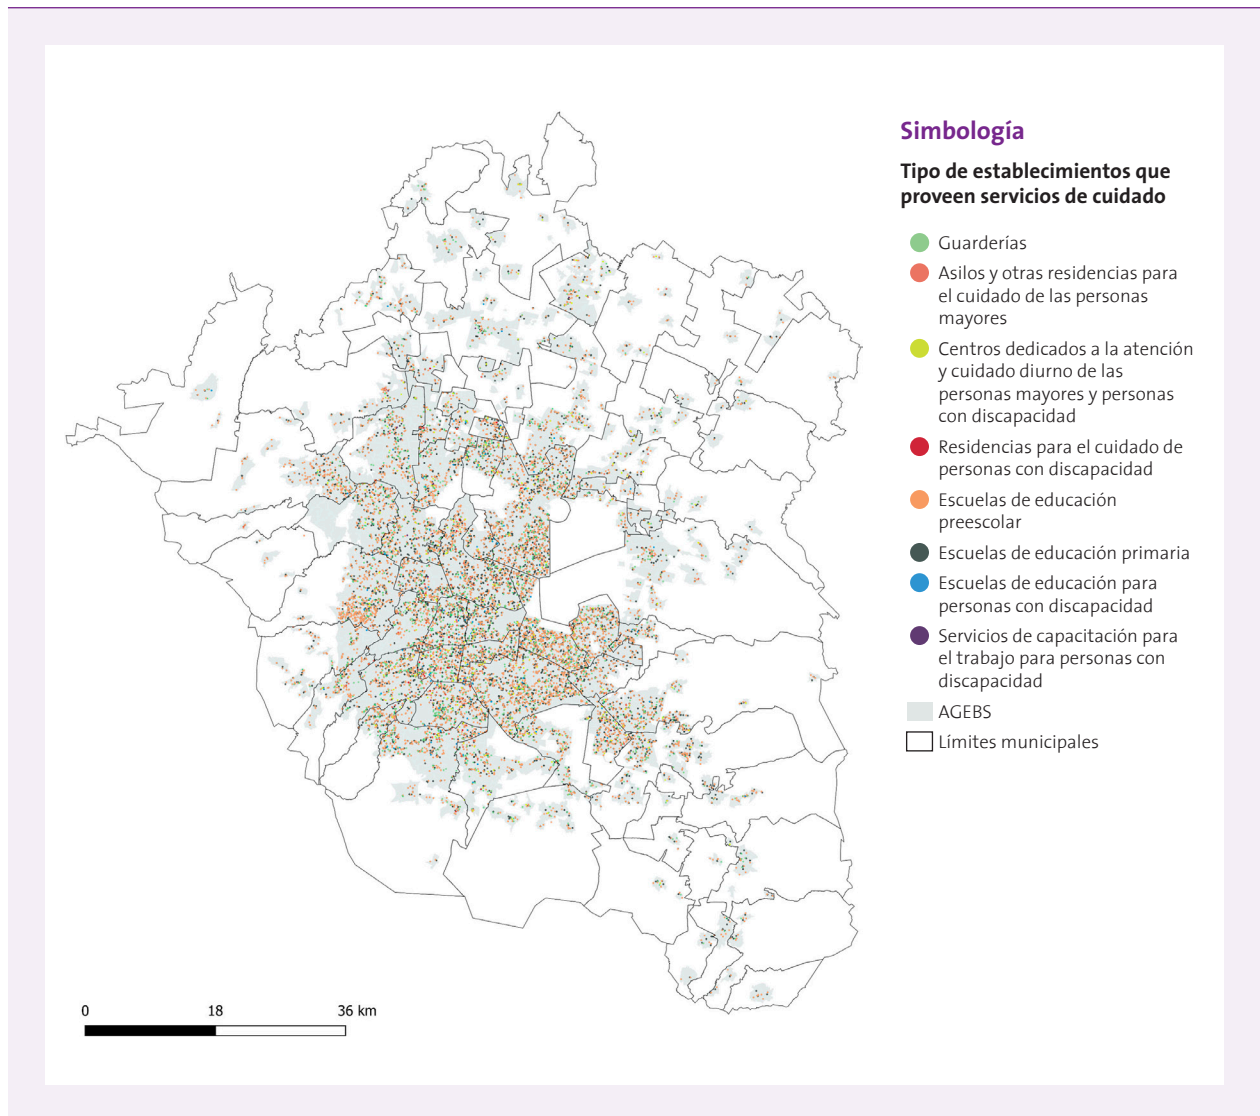 Simbología
Tipo de establecimientos que
proveen servicios de cuidado
Guarderías
Asilos y otras residencias para
el cuidado de las personas
mayores
Centros dedicados a la atención
y cuidado diurno de las
personas mayores y personas
con discapacidad
Residencias para el cuidado de
personas con discapacidad
Escuelas de educación
preescolar
Escuelas de educación primaria
Escuelas de educación para
personas con discapacidad
Servicios de capacitación para
el trabajo para personas con
discapacidad
AGEBS
Límites municipales
0 18 36 km